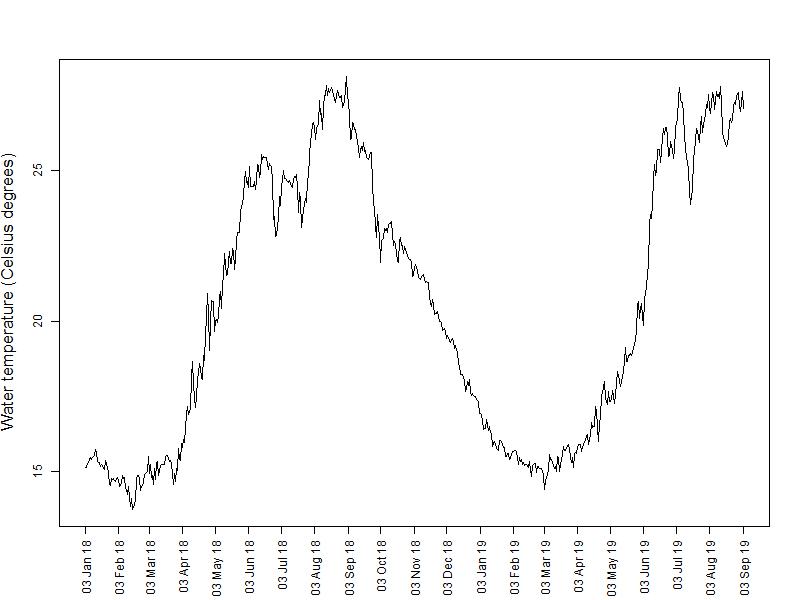 Water temperature (Celsius degrees)
25
20
15
03 Jan 18
03 Feb 18
03 Mar 18
03 Apr 18
03 May 18
03 Jun 18
03 Jul 18
03 Aug 18
03 Sep 18
03 Oct 18
03 Nov 18
03 Dec 18
03 Jan 19
03 Feb 19
03 Mar 19
03 Apr 19
03 May 19
03 Jun 19
03 Jul 19
03 Aug 19
03 Sep 19